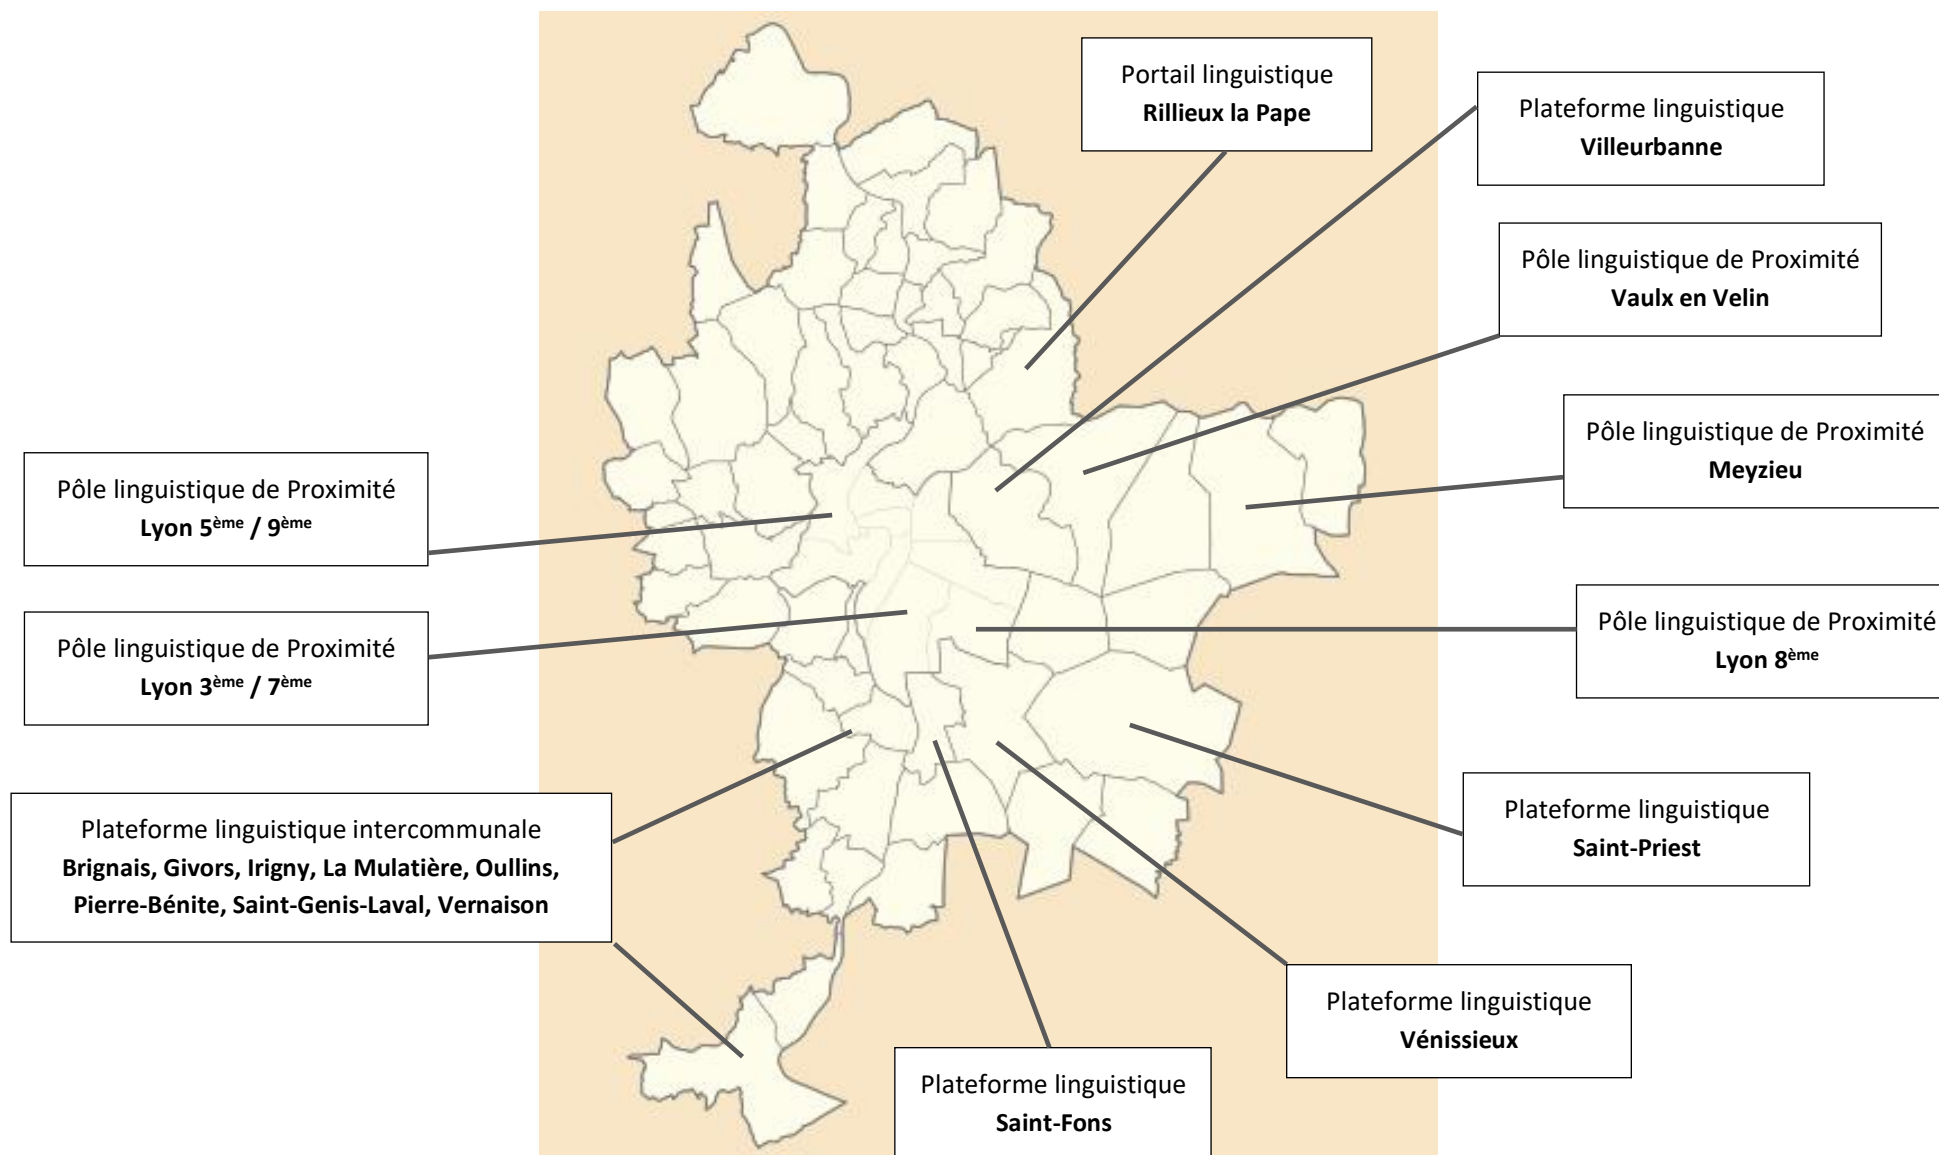 Portail linguistique
Rillieux la Pape
Plateforme linguistique
Villeurbanne
Pôle linguistique de Proximité
Vaulx en Velin
Pôle linguistique de Proximité
Meyzieu
Pôle linguistique de Proximité
Lyon 5ème / 9ème
Pôle linguistique de Proximité
Lyon 8ème
Pôle linguistique de Proximité
Lyon 3ème / 7ème
Plateforme linguistique
Saint-Priest
Plateforme linguistique intercommunale
Brignais, Givors, Irigny, La Mulatière, Oullins,
Pierre-Bénite, Saint-Genis-Laval, Vernaison
Plateforme linguistique
Vénissieux
Plateforme linguistique
Saint-Fons